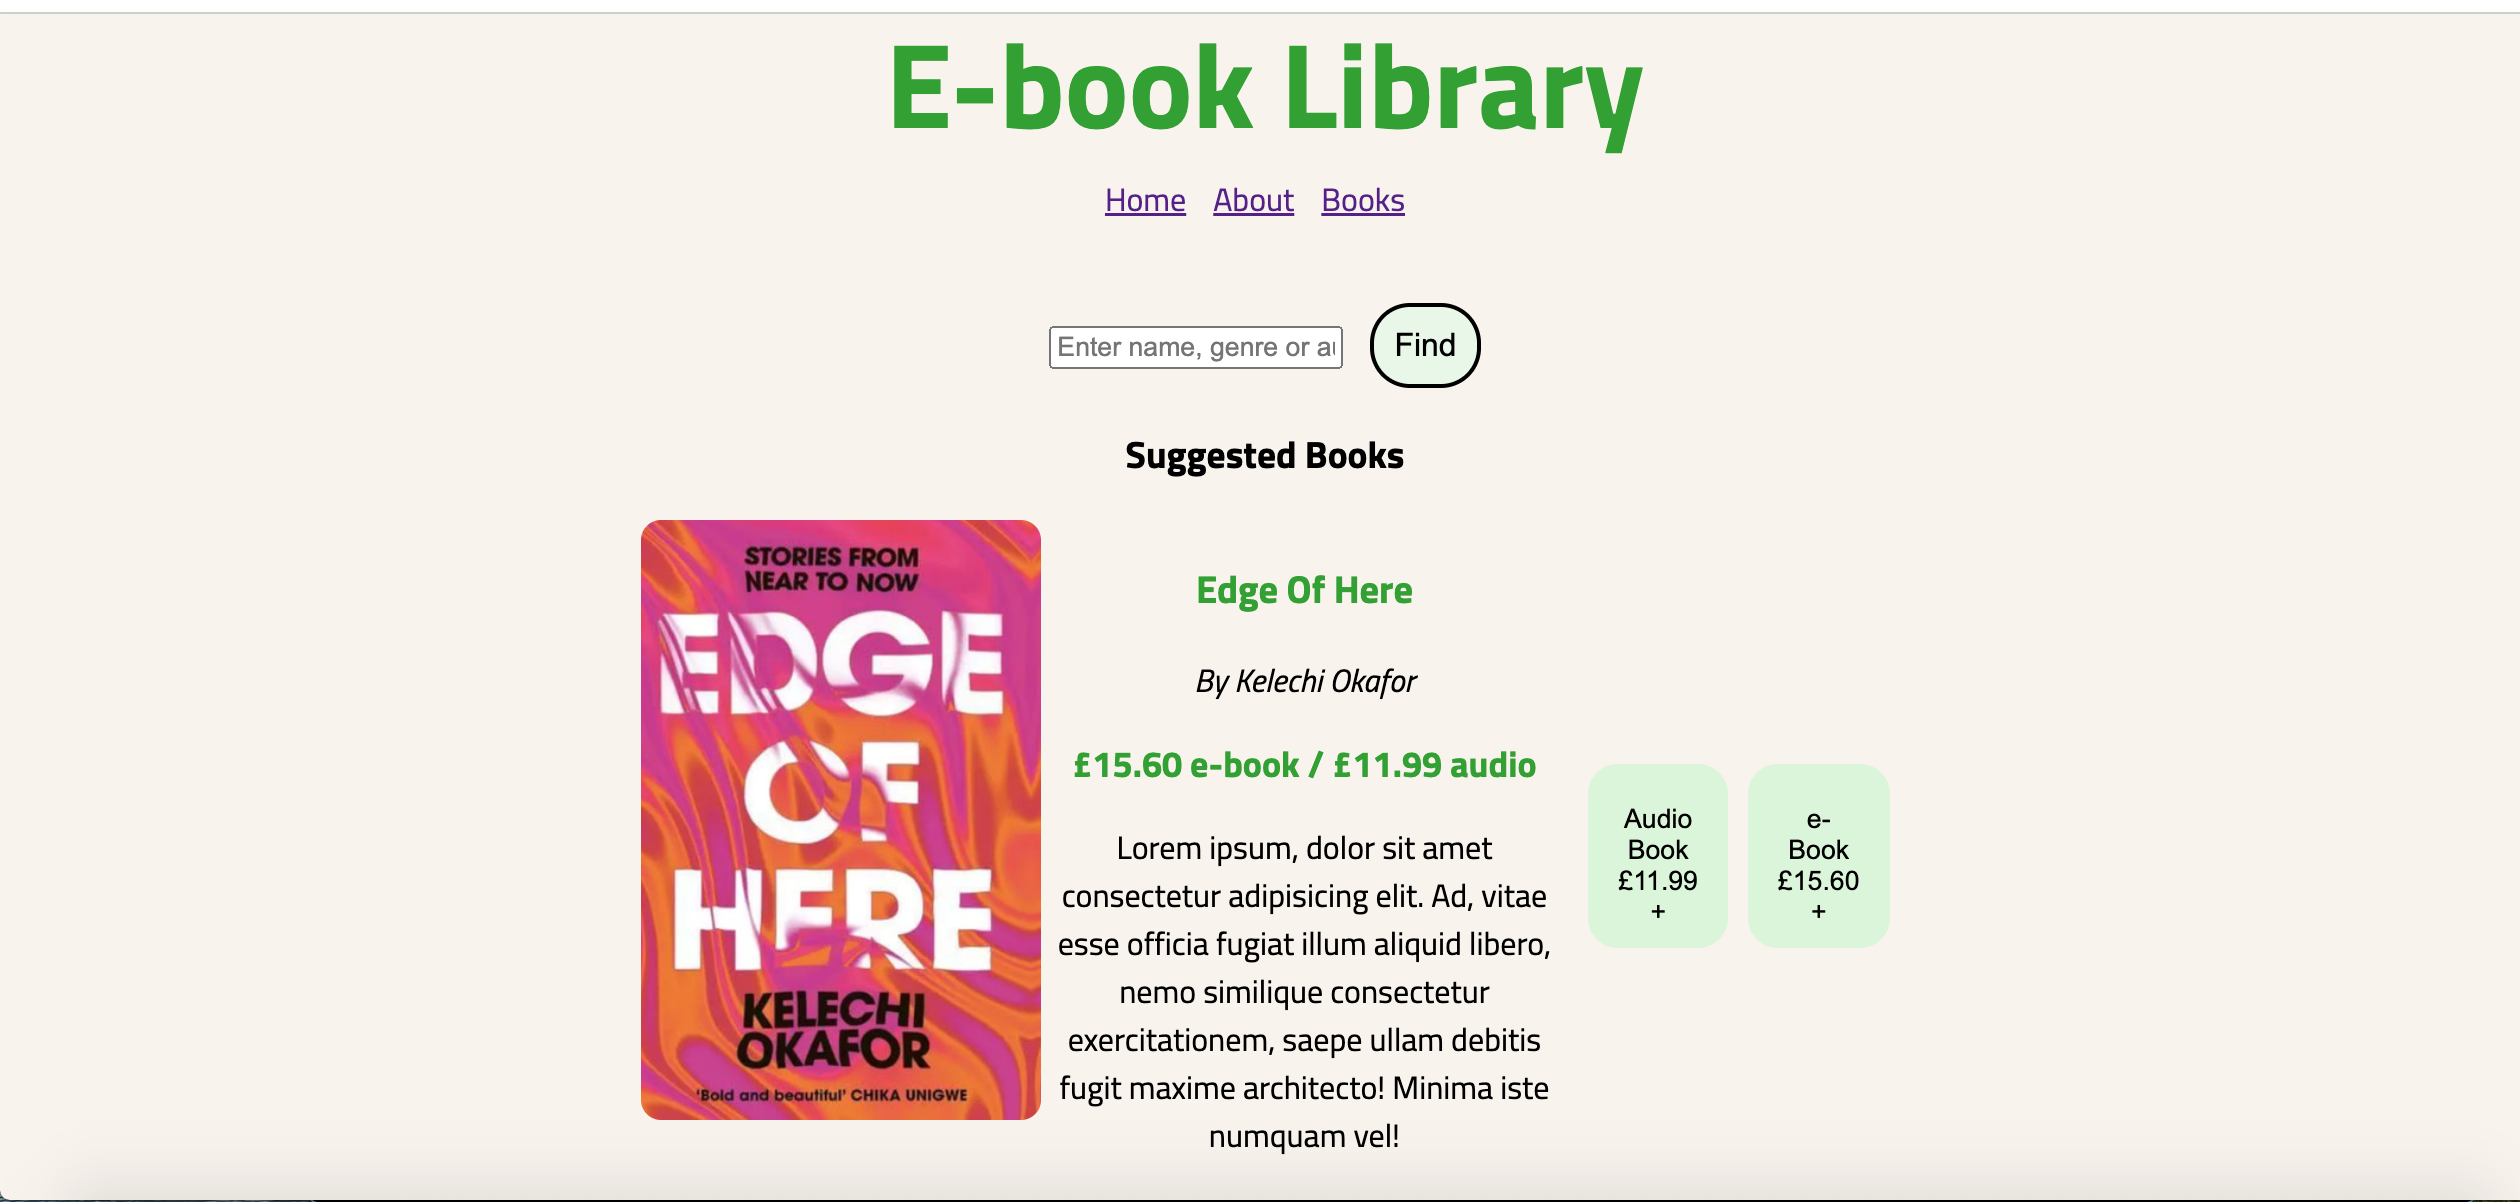 E-book Library
Home About Books
Enter name, genre or au
Find
Suggested Books
STORIES FROM
NEAR TO NOW
EDGE
OF
HERE
KELECHI
OKAFOR
'Bold and beautiful' CHIKA UNIGWE
Edge Of Here
By Kelechi Okafor
£15.60 e-book / £11.99 audio
Lorem ipsum, dolor sit amet
consectetur adipisicing elit. Ad, vitae
esse officia fugiat illum aliquid libero,
nemo similique consectetur
exercitationem, saepe ullam debitis
fugit maxime architecto! Minima iste
numquam vel!
Audio
Book
£11.99
+
e-
Book
£15.60
+